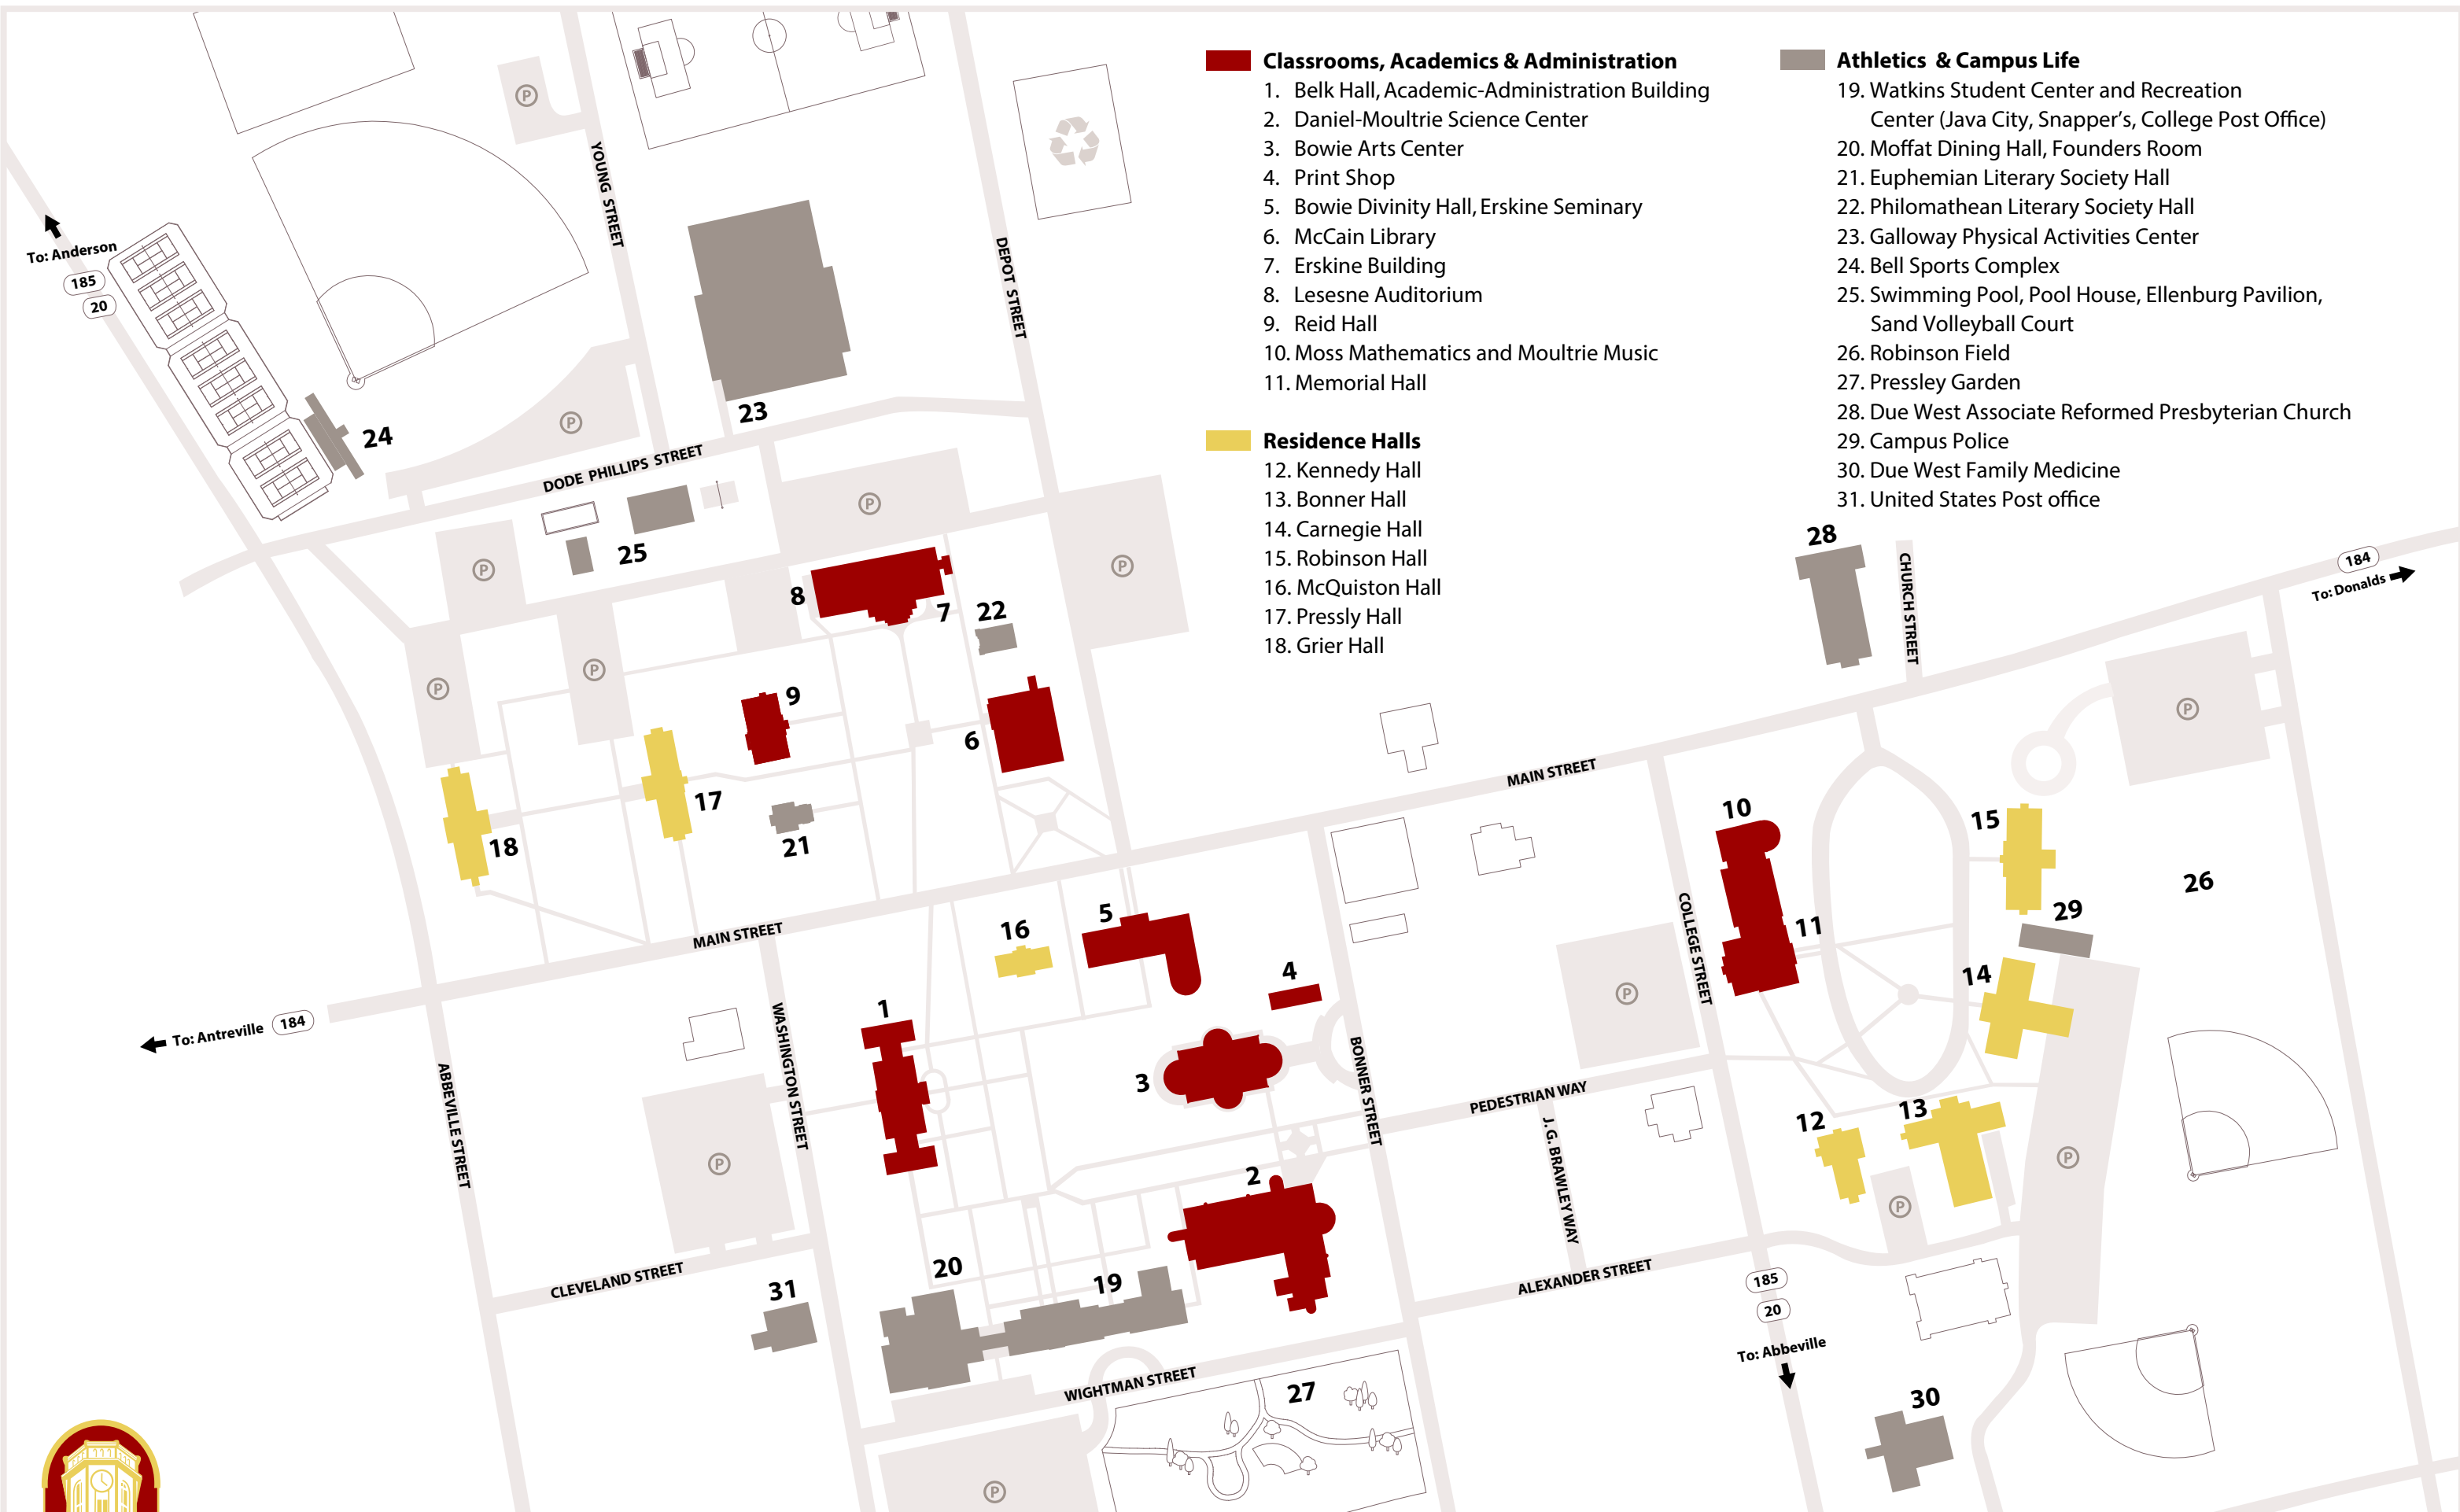 Classrooms, Academics & Administration
1. Belk Hall, Academic-Administration Building
2. Daniel-Moultrie Science Center
3. Bowie Arts Center
4. Print Shop
5. Bowie Divinity Hall, Erskine Seminary
6. McCain Library
7. Erskine Building
8. Lesesne Auditorium
9. Reid Hall
10. Moss Mathematics and Moultrie Music
11. Memorial Hall
Residence Halls
12. Kennedy Hall
13. Bonner Hall
14. Carnegie Hall
15. Robinson Hall
16. McQuiston Hall
17. Pressly Hall
18. Grier Hall
Athletics & Campus Life
19. Watkins Student Center and Recreation
Center (Java City, Snapper's, College Post Office)
20. Moffat Dining Hall, Founders Room
21. Euphemian Literary Society Hall
22. Philomathean Literary Society Hall
23. Galloway Physical Activities Center
24. Bell Sports Complex
25. Swimming Pool, Pool House, Ellenburg Pavilion,
Sand Volleyball Court
26. Robinson Field
27. Pressley Garden
28. Due West Associate Reformed Presbyterian Church
29. Campus Police
30. Due West Family Medicine
31. United States Post office
P
YOUNG STREET
To: Anderson
185
20
DEPOT STREET
23
24
P
DODE PHILLIPS STREET
P
25
P
P
8
7
22
28
CHURCH STREET
184
To: Donalds
P
P
9
6
17
18
21
MAIN STREET
P
10
15
26
29
11
14
COLLEGE STREET
P
MAIN STREET
16
5
4
1
3
To: Antreville
184
WASHINGTON STREET
ABBEVILLE STREET
BONNER STREET
PEDESTRIAN WAY
J. G. BRAWLEY WAY
12
13
P
P
P
2
CLEVELAND STREET
31
20
19
ALEXANDER STREET
185
20
To: Abbeville
WIGHTMAN STREET
27
30
P